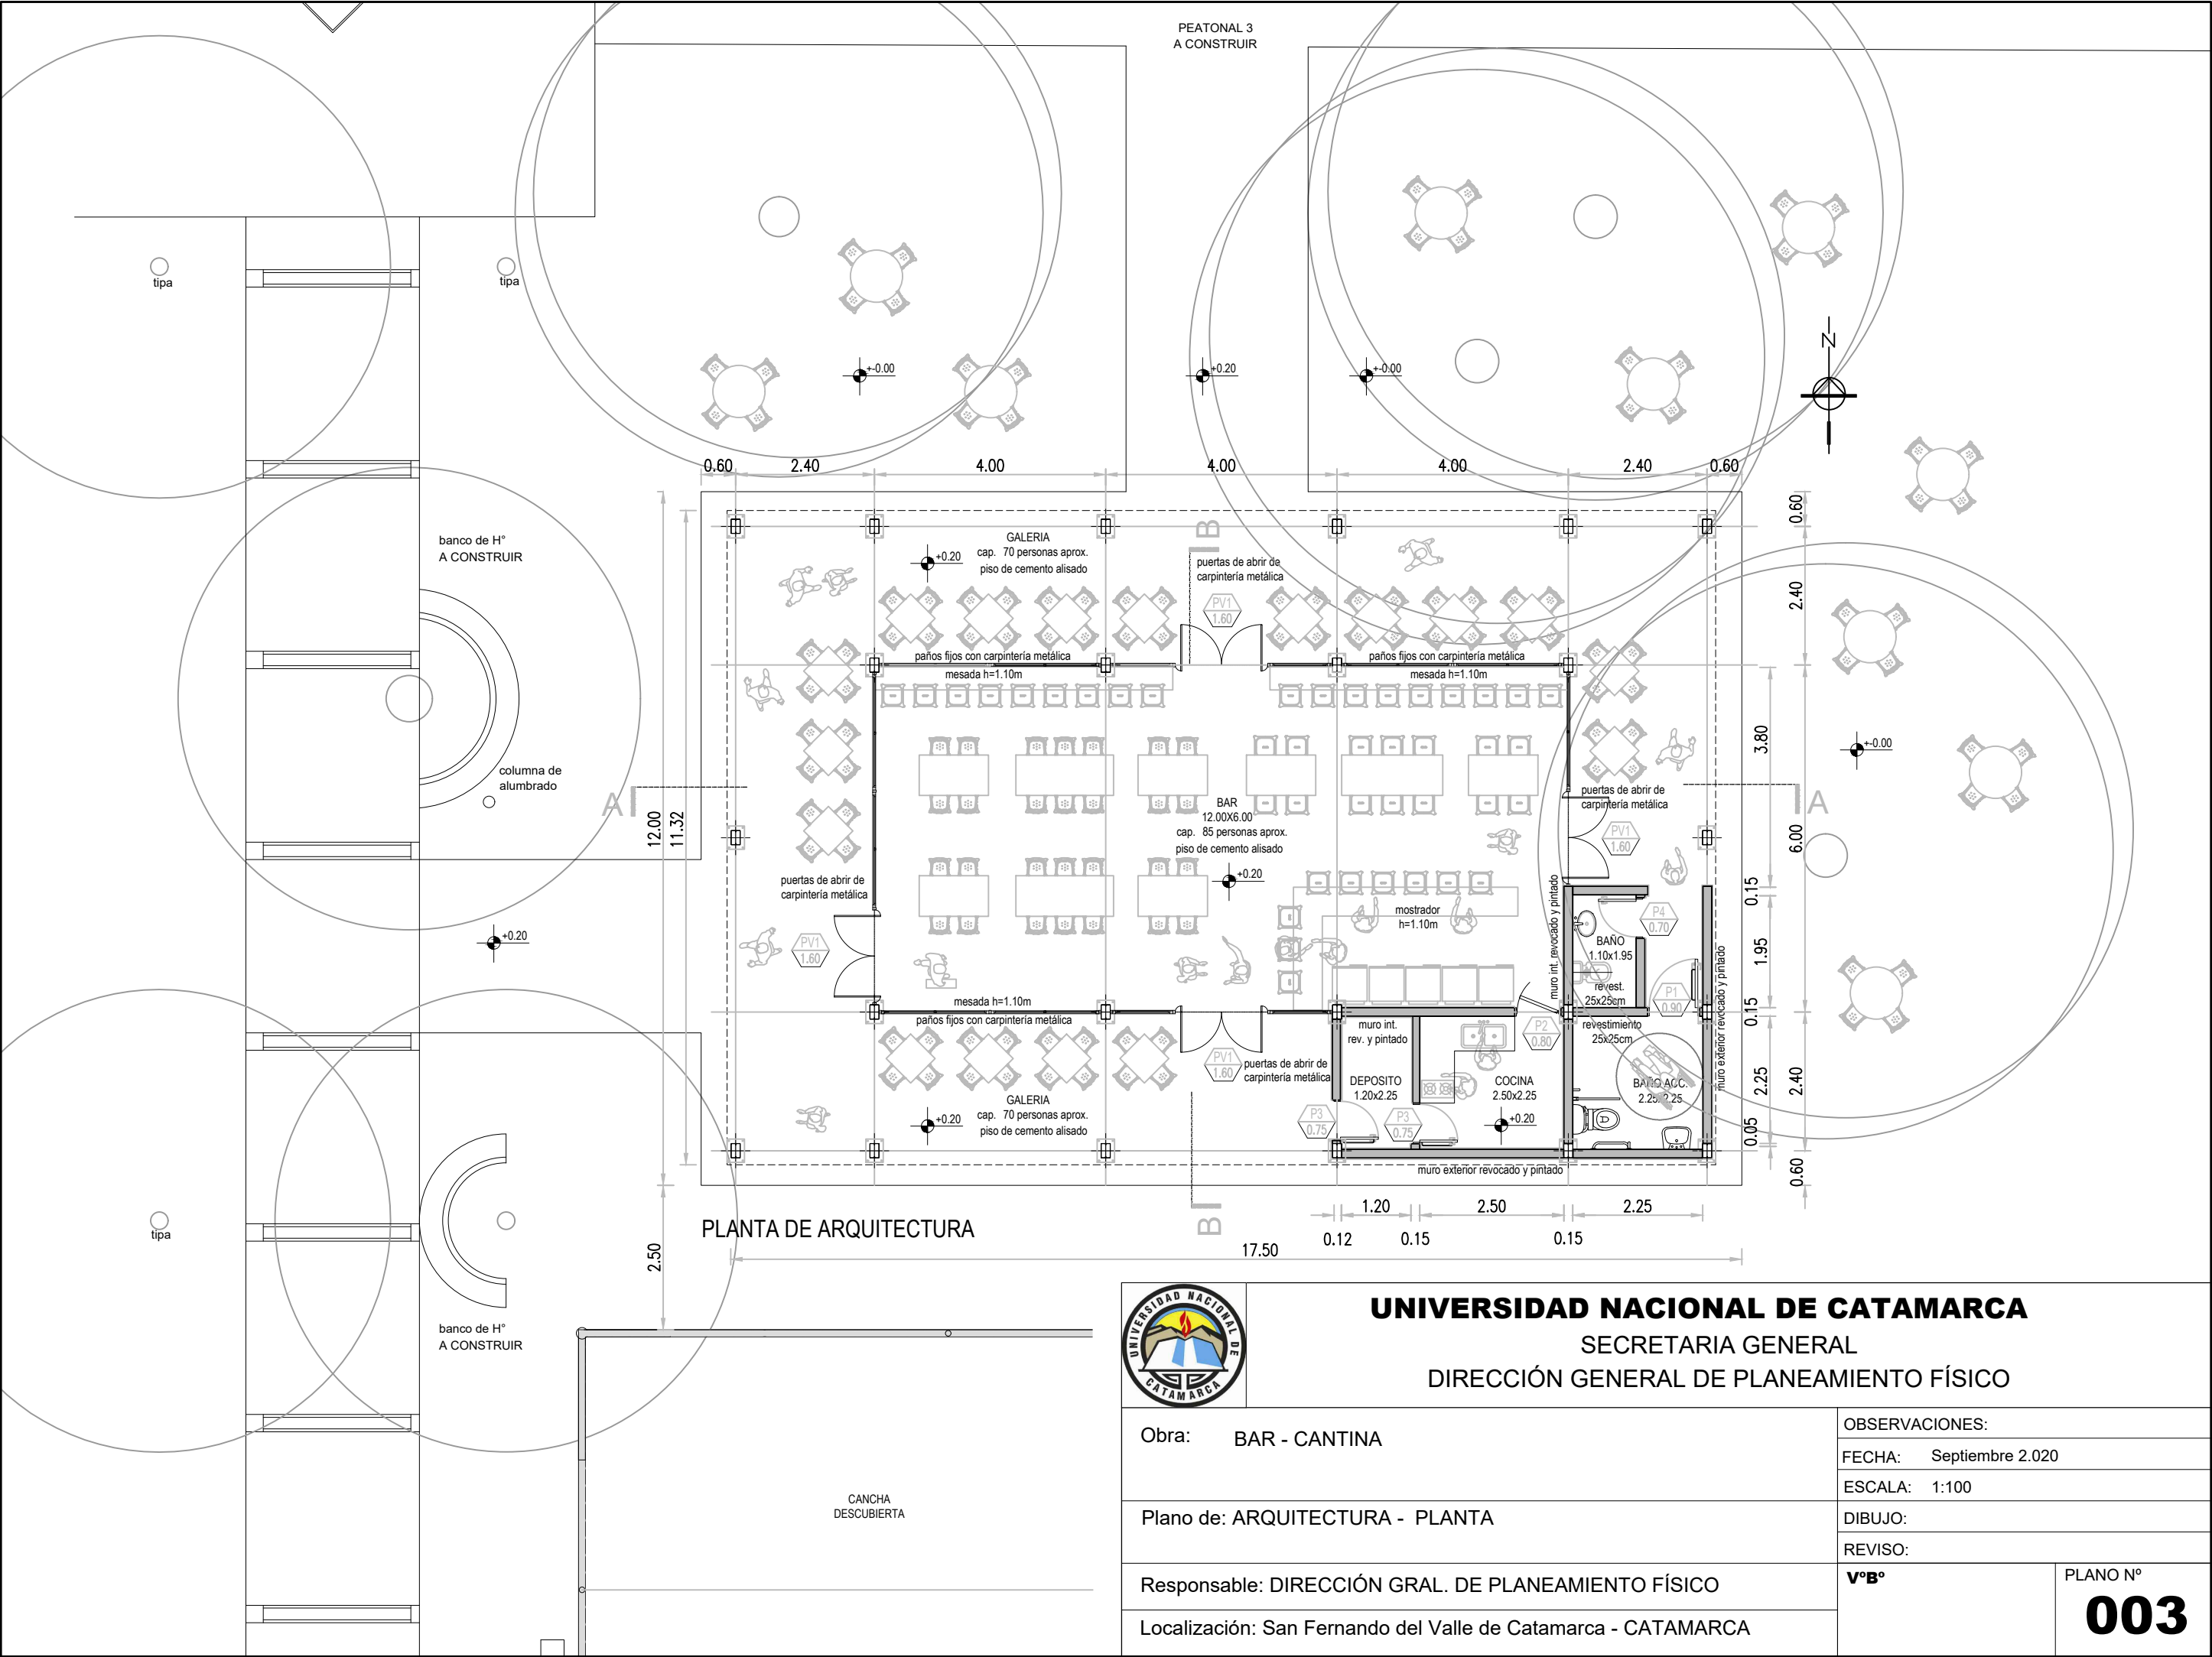 PEATONAL 3
A CONSTRUIR
tipa
tipa
+-0.00
+0.20
+-0.00
N
0.60
2.40
4.00
4.00
4.00
2.40
0.60
banco de H°
A CONSTRUIR
GALERIA
cap. 70 personas aprox.
piso de cemento alisado
+0.20
B
puertas de abrir de
carpintería metálica
PV1
1.60
0.60
2.40
paños fijos con carpintería metálica
mesada h=1.10m
paños fijos con carpintería metálica
mesada h=1.10m
3.80
+-0.00
columna de
alumbrado
A
12.00
11.32
BAR
12.00X6.00
cap. 85 personas aprox.
piso de cemento alisado
+0.20
puertas de abrir de
carpintería metálica
PV1
1.60
A
6.00
puertas de abrir de
carpintería metálica
PV1
1.60
+0.20
mostrador
h=1.10m
muro int. revocado y pintado
BAÑO
1.10x1.95
revest.
25x25cm
P4
0.70
P1
0.90
muro exterior revocado y pintado
0.15
1.95
0.15
mesada h=1.10m
paños fijos con carpintería metálica
PV1
1.60
puertas de abrir de
carpintería metálica
muro int.
rev. y pintado
P2
0.80
revestimiento
25x25cm
DEPOSITO
1.20x2.25
COCINA
2.50x2.25
+0.20
BAÑO ACC.
2.25x2.25
2.25
2.40
GALERIA
cap. 70 personas aprox.
piso de cemento alisado
+0.20
P3
0.75
P3
0.75
0.05
0.60
muro exterior revocado y pintado
tipa
PLANTA DE ARQUITECTURA
B
1.20
2.50
2.25
0.12
0.15
0.15
17.50
2.50
banco de H°
A CONSTRUIR
CANCHA
DESCUBIERTA
UNIVERSIDAD NACIONAL DE CATAMARCA
UNIVERSIDAD NACIONAL DE CATAMARCA
SECRETARIA GENERAL
DIRECCIÓN GENERAL DE PLANEAMIENTO FÍSICO
Obra: BAR - CANTINA
Plano de: ARQUITECTURA - PLANTA
Responsable: DIRECCIÓN GRAL. DE PLANEAMIENTO FÍSICO
Localización: San Fernando del Valle de Catamarca - CATAMARCA
OBSERVACIONES:
FECHA: Septiembre 2.020
ESCALA: 1:100
DIBUJO:
REVISO:
VºBº
PLANO Nº
003